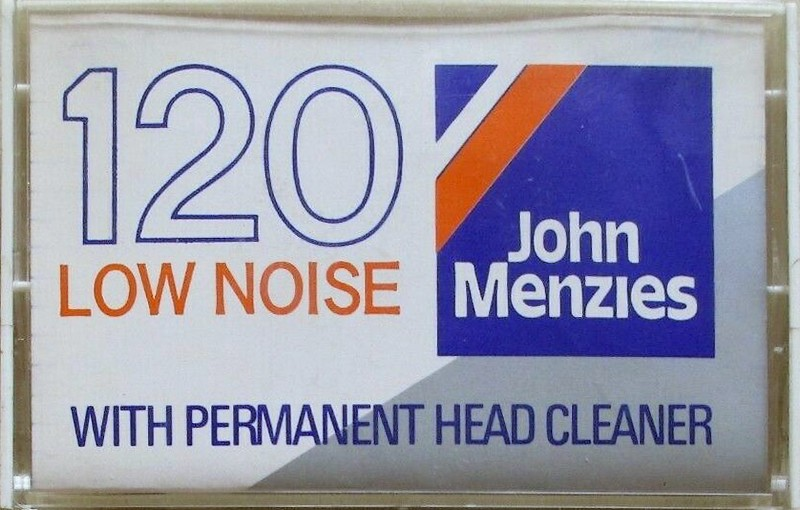 120
LOW NOISE
John
Menzies
WITH PERMANENT HEAD CLEANER